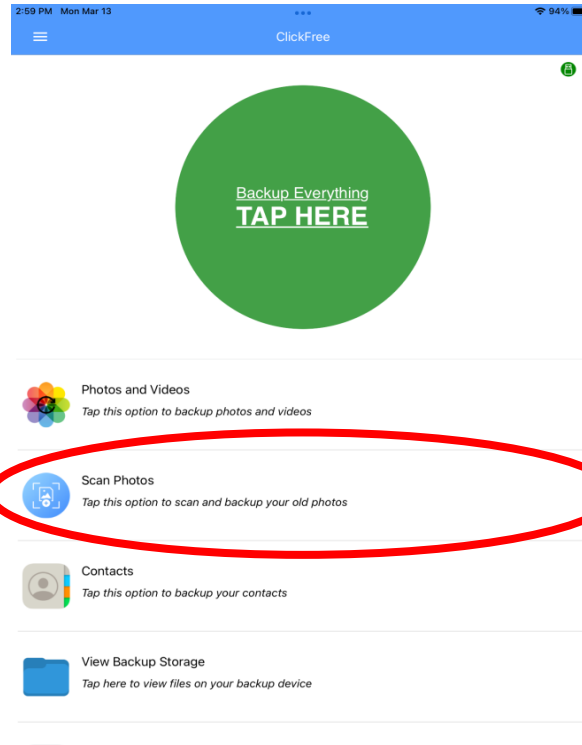 2:59 PM Mon Mar 13 94%
ClickFree
Backup Everything
TAP HERE
Photos and Videos
Tap this option to backup photos and videos
Scan Photos
Tap this option to scan and backup your old photos
Contacts
Tap this option to backup your contacts
View Backup Storage
Tap here to view files on your backup device